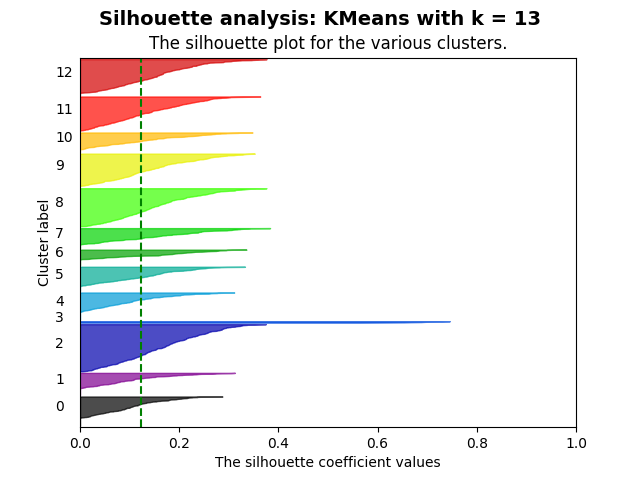 Silhouette analysis: KMeans with k = 13
The silhouette plot for the various clusters.
12
11
10
9
8
7
6
5
4
3
2
1
0
Cluster label
0.0 0.2 0.4 0.6 0.8 1.0
The silhouette coefficient values